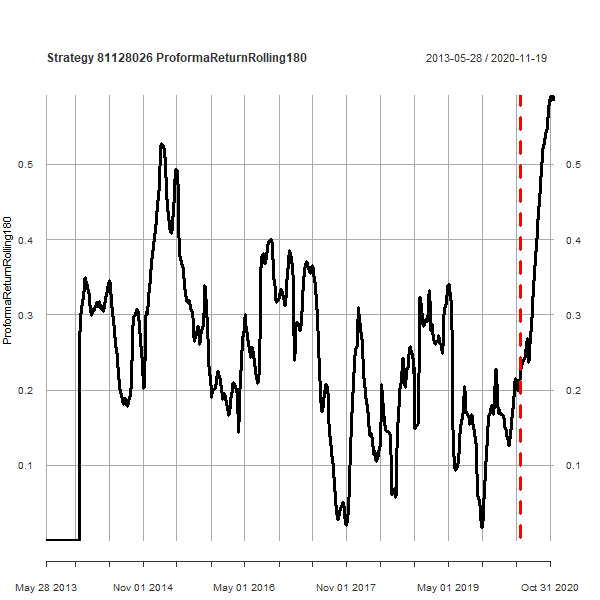 Strategy 81128026 ProformaReturnRolling180
2013-05-28 / 2020-11-19
ProformaReturnRolling180
0.5 0.5
0.4 0.4
0.3 0.3
0.2 0.2
0.1 0.1
May 28 2013 Nov 01 2014 May 01 2016 Nov 01 2017 May 01 2019 Oct 31 2020